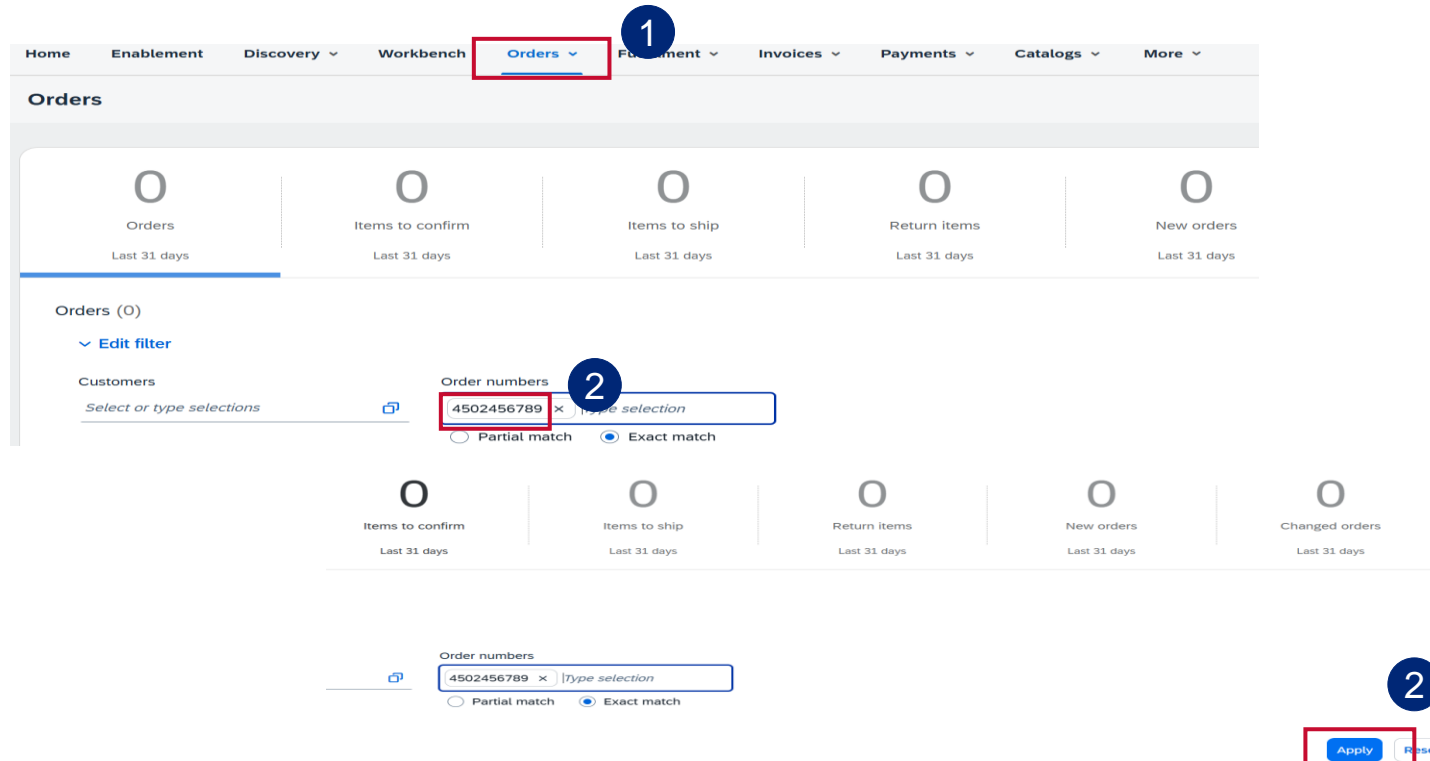 1
Home Enablement Discovery Workbench Orders Invoices Payments Catalogs More
Orders
0 0 0 0 0
Orders Items to confirm Items to ship Return items New orders
Last 31 days Last 31 days Last 31 days Last 31 days Last 31 days
Orders (0)
Edit filter
Customers Order numbers 2
Select or type selections 4502456789 × selection
Partial match Exact match
0 0 0 0 0
Items to confirm Items to ship Return items New orders Changed orders
Last 31 days Last 31 days Last 31 days Last 31 days Last 31 days
Order numbers
4502456789 × Type selection
Partial match Exact match
2
Apply